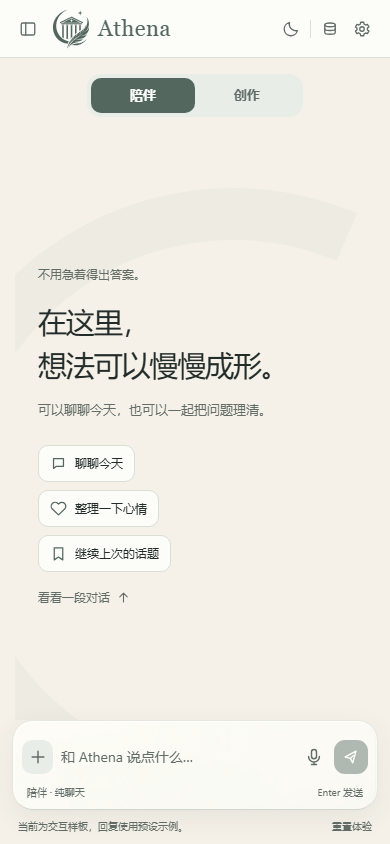 Athena
陪伴
创作
不用急着得出答案。
在这里，
想法可以慢慢成形。
可以聊聊今天，也可以一起把问题理清。
聊聊今天
整理一下心情
继续上次的话题
看看一段对话 ↑
和 Athena 说点什么...
陪伴 · 纯聊天
Enter 发送
当前为交互样板，回复使用预设示例。
重置体验